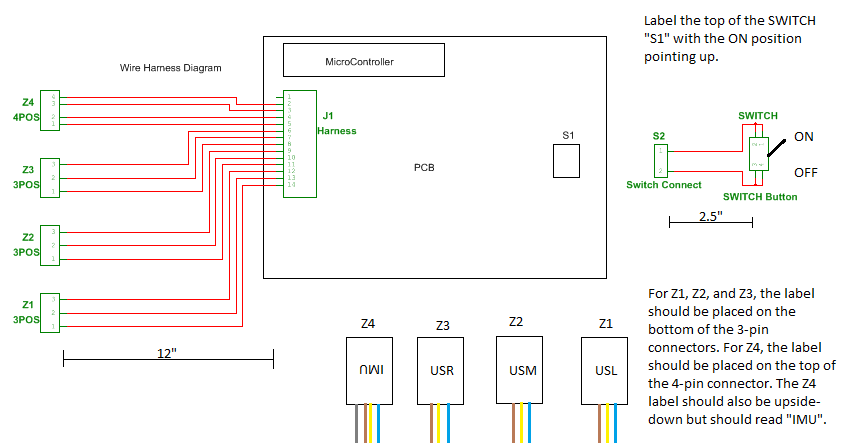 Label the top of the SWITCH
"S1" with the ON position
pointing up.
Wire Harness Diagram
MicroController
Z4
4POS
4
3
2
1
J1
Harness
1
2
3
4
5
6
7
8
9
10
11
12
13
14
Z3
3POS
3
2
1
Z2
3POS
3
2
1
Z1
3POS
3
2
1
PCB
S1
SWITCH
S2
1
2
Switch Connect
ON
OFF
SWITCH Button
2.5"
12"
Z4
Z3
Z2
Z1
IMU
USR
USM
USL
For Z1, Z2, and Z3, the label
should be placed on the
bottom of the 3-pin
connectors. For Z4, the label
should be placed on the top of
the 4-pin connector. The Z4
label should also be upside-
down but should read "IMU".